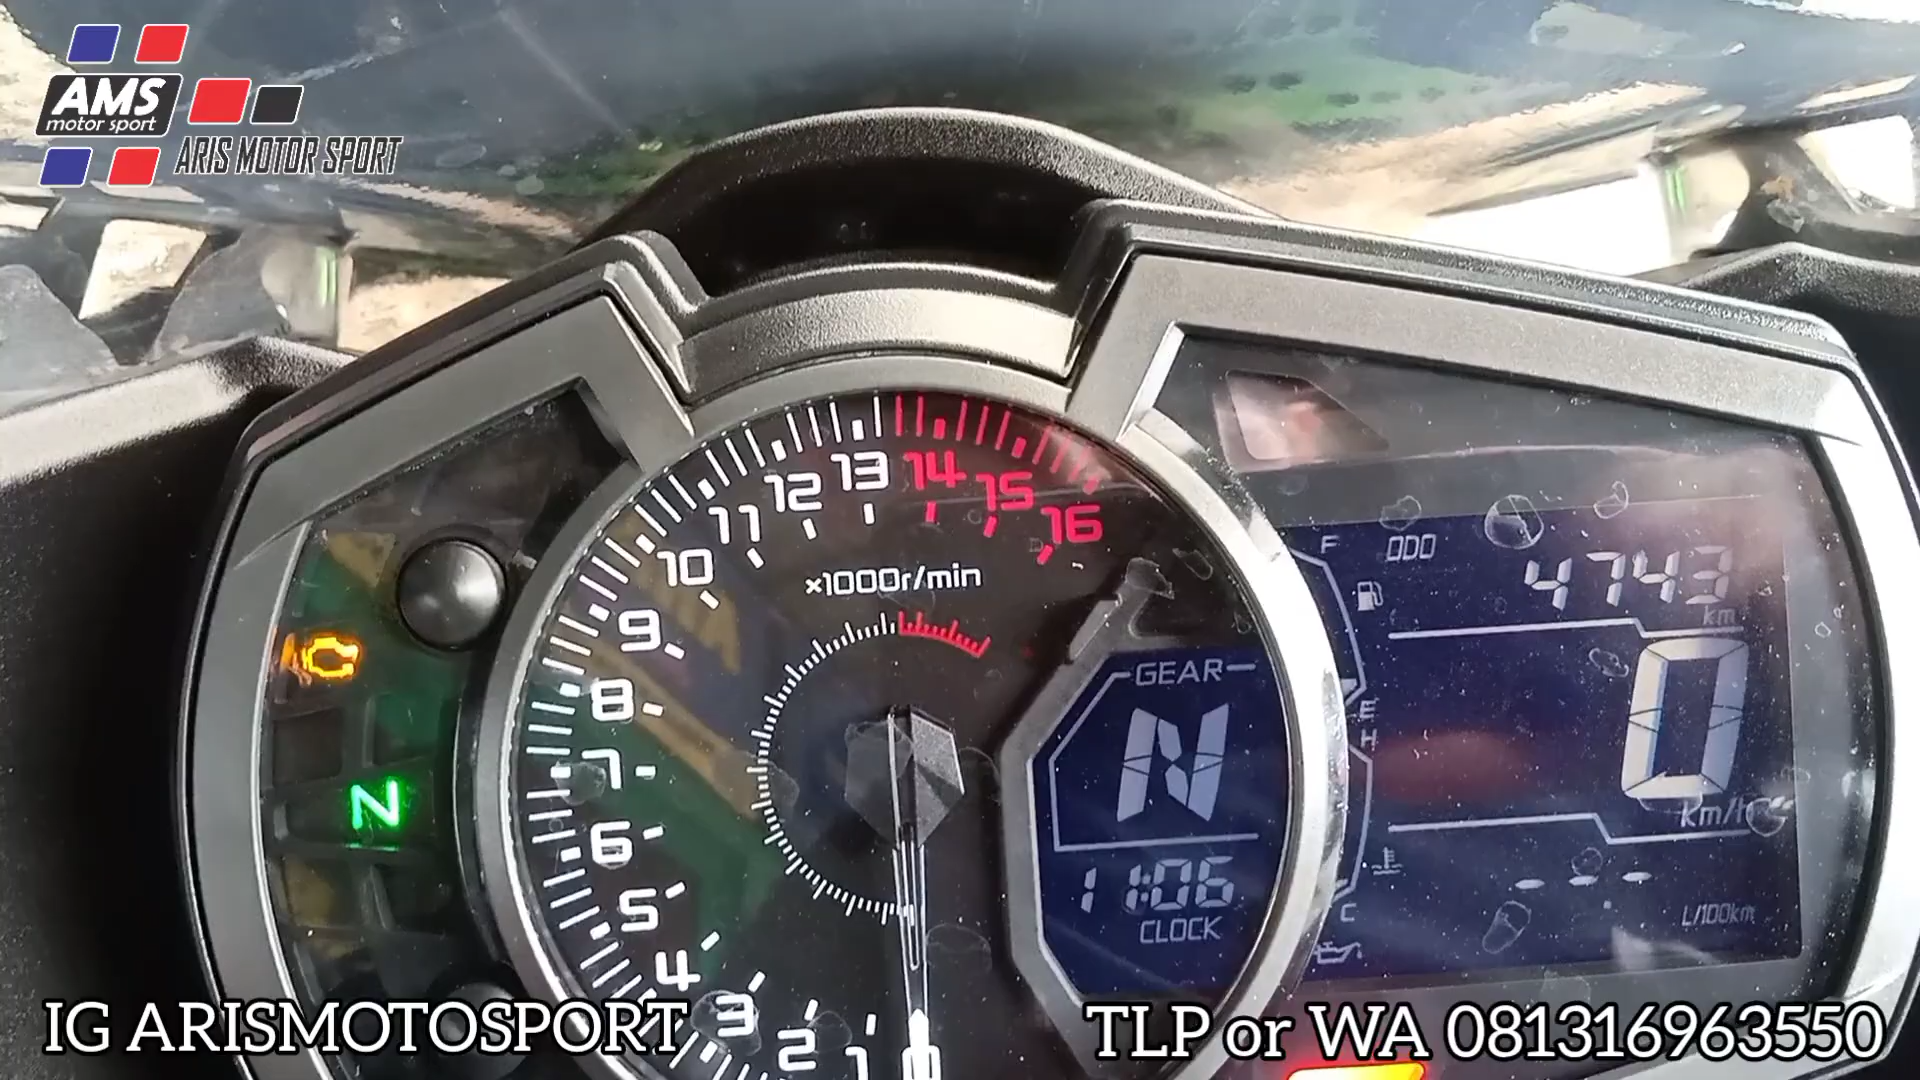 AMS
motor sport
ARIS MOTOR SPORT
13
14
12
15
11
16
10
×1000r/min
9
8
7
6
5
4
3
2
1
0
N
GEAR
N
11:06
CLOCK
F
ODO
4743
km
E
H
0
km/h
C
---
L/100km
IG ARISMOTOSPORT
TLP or WA 081316963550